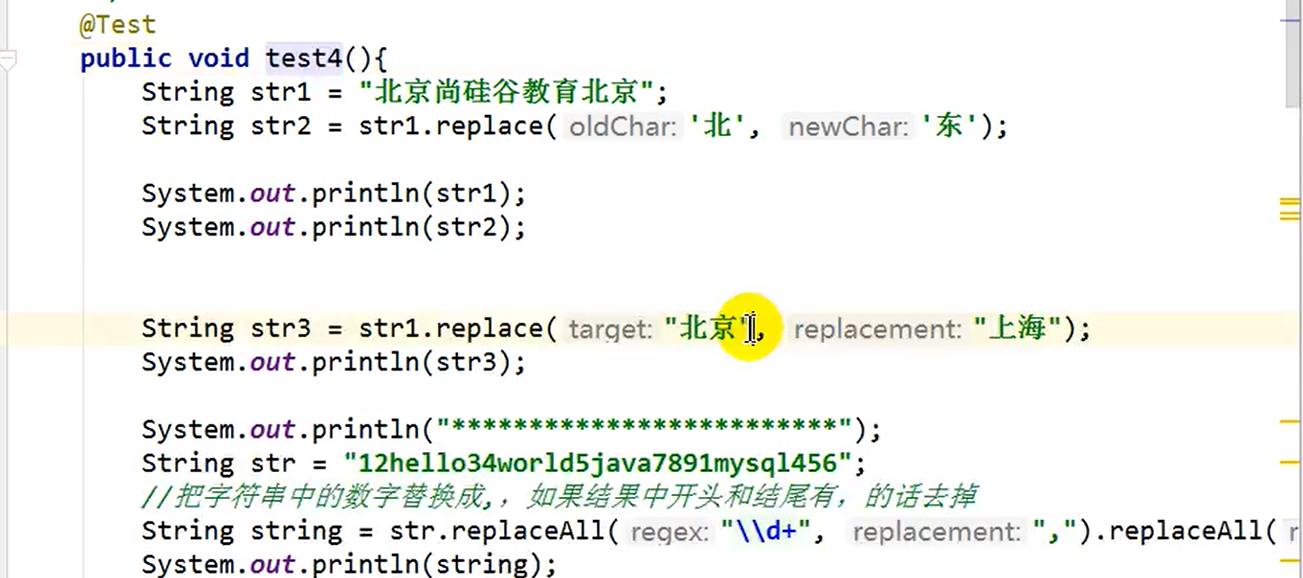 @Test
public void test4(){
String str1 = "北京尚硅谷教育北京";
String str2 = str1.replace( oldChar: '北', newChar: '东');
System.out.println(str1);
System.out.println(str2);
String str3 = str1.replace( target: "北京", replacement: "上海");
System.out.println(str3);
System.out.println("*************************");
String str = "12hello34world5java7891mysql456";
//把字符串中的数字替换成,，如果结果中开头和结尾有，的话去掉
String string = str.replaceAll( regex: "\\d+", replacement: ",").replaceAll(
System.out.println(string);